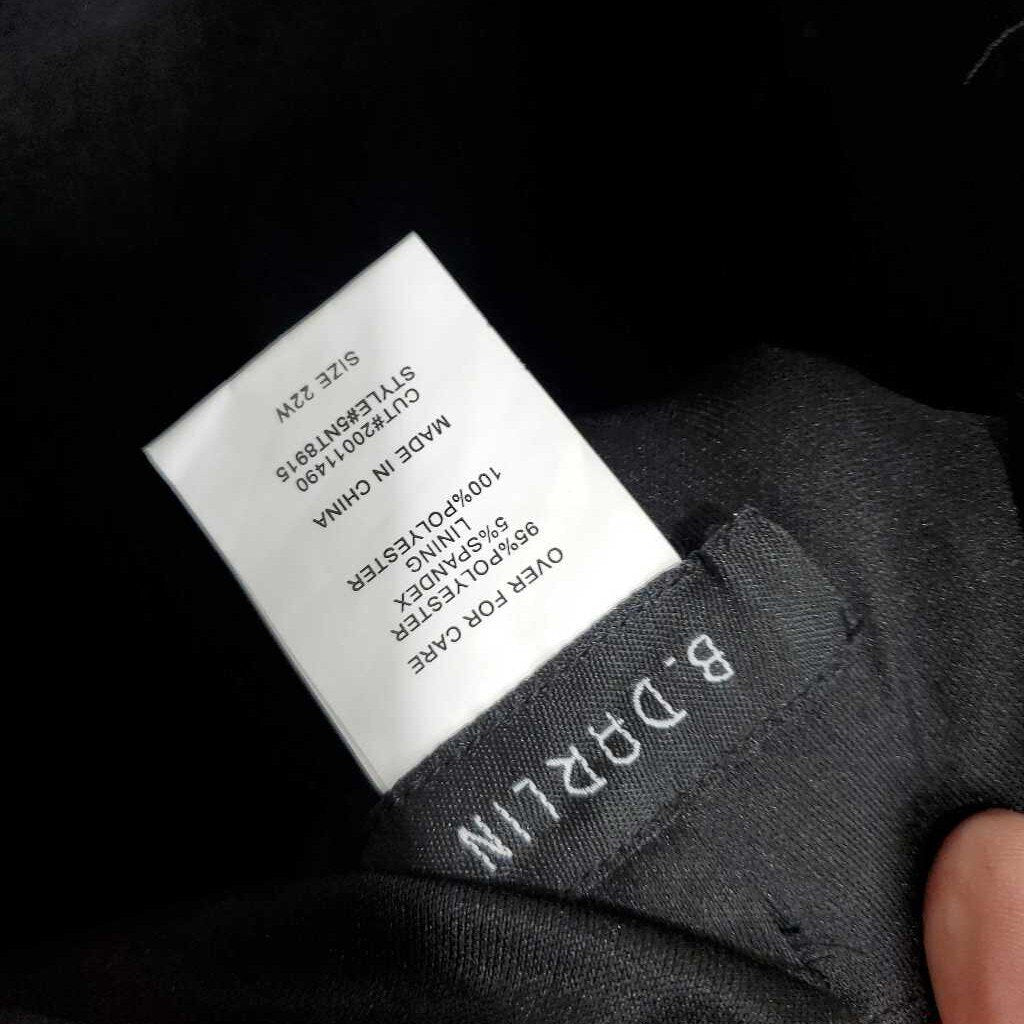 B.DARLIN
OVER FOR CARE
95%POLYESTER
5%SPANDEX
LINING
100%POLYESTER
MADE IN CHINA
CUT#20011490
STYLE#5NT8915
SIZE 22W